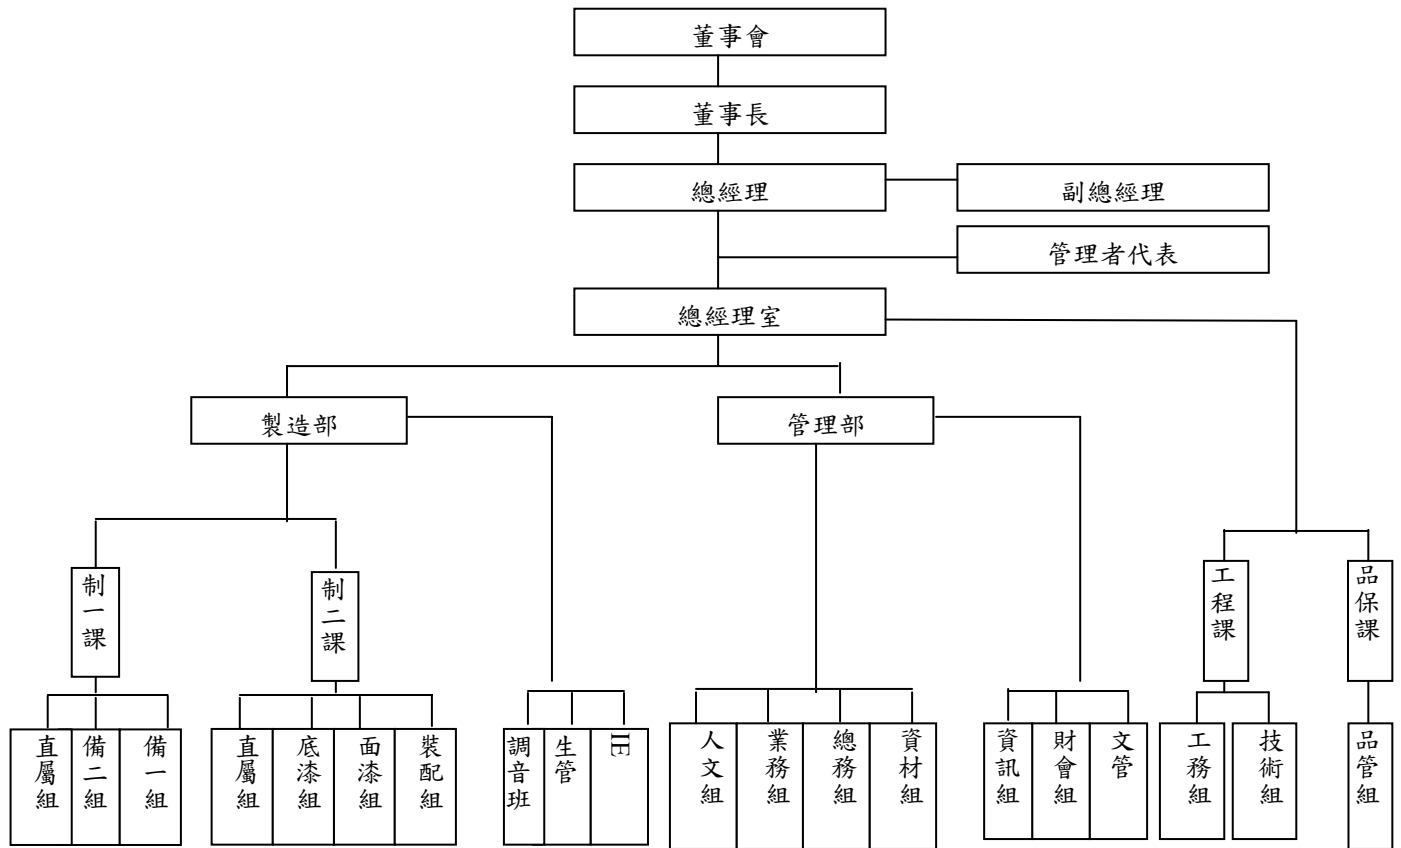 董事會
董事長
總經理
副總經理
管理者代表
總經理室
製造部
管理部
制一課
制二課
工程課
品保課
直屬組
備二組
備一組
直屬組
底漆組
面漆組
裝配組
調音班
生管
IE
人文組
業務組
總務組
資材組
資訊組
財會組
文管
工務組
技術組
品管組